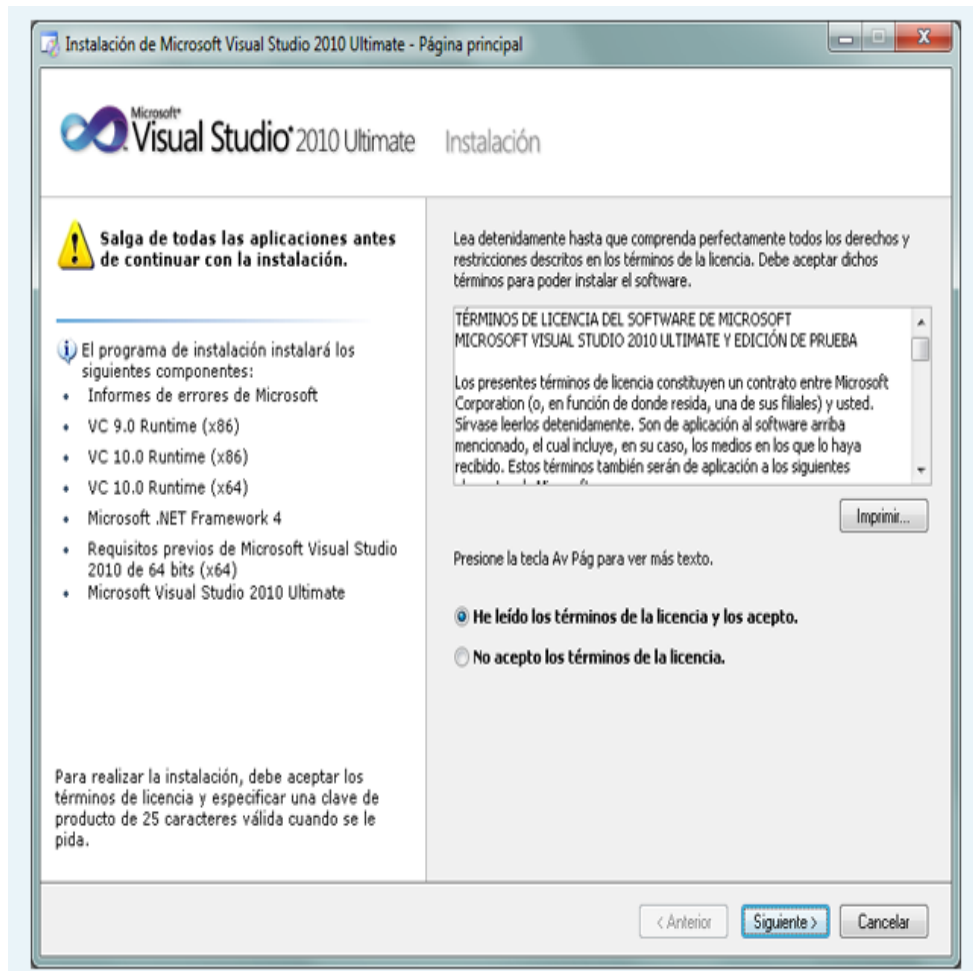 Instalación de Microsoft Visual Studio 2010 Ultimate - Página principal
Microsoft
Visual Studio 2010 Ultimate
Instalación
Salga de todas las aplicaciones antes
de continuar con la instalación.
El programa de instalación instalará los
siguientes componentes:
• Informes de errores de Microsoft
• VC 9.0 Runtime (x86)
• VC 10.0 Runtime (x86)
• VC 10.0 Runtime (x64)
• Microsoft .NET Framework 4
• Requisitos previos de Microsoft Visual Studio
2010 de 64 bits (x64)
• Microsoft Visual Studio 2010 Ultimate
Para realizar la instalación, debe aceptar los
términos de licencia y especificar una clave de
producto de 25 caracteres válida cuando se le
pida.
Lea detenidamente hasta que comprenda perfectamente todos los derechos y
restricciones descritos en los términos de la licencia. Debe aceptar dichos
términos para poder instalar el software.
TÉRMINOS DE LICENCIA DEL SOFTWARE DE MICROSOFT
MICROSOFT VISUAL STUDIO 2010 ULTIMATE Y EDICIÓN DE PRUEBA
Los presentes términos de licencia constituyen un contrato entre Microsoft
Corporation (o, en función de donde resida, una de sus filiales) y usted.
Sírvase leerlos detenidamente. Son de aplicación al software arriba
mencionado, el cual incluye, en su caso, los medios en los que lo haya
recibido. Estos términos también serán de aplicación a los siguientes
Imprimir...
Presione la tecla Av Pág para ver más texto.
He leído los términos de la licencia y los acepto.
No acepto los términos de la licencia.
< Anterior
Siguiente >
Cancelar